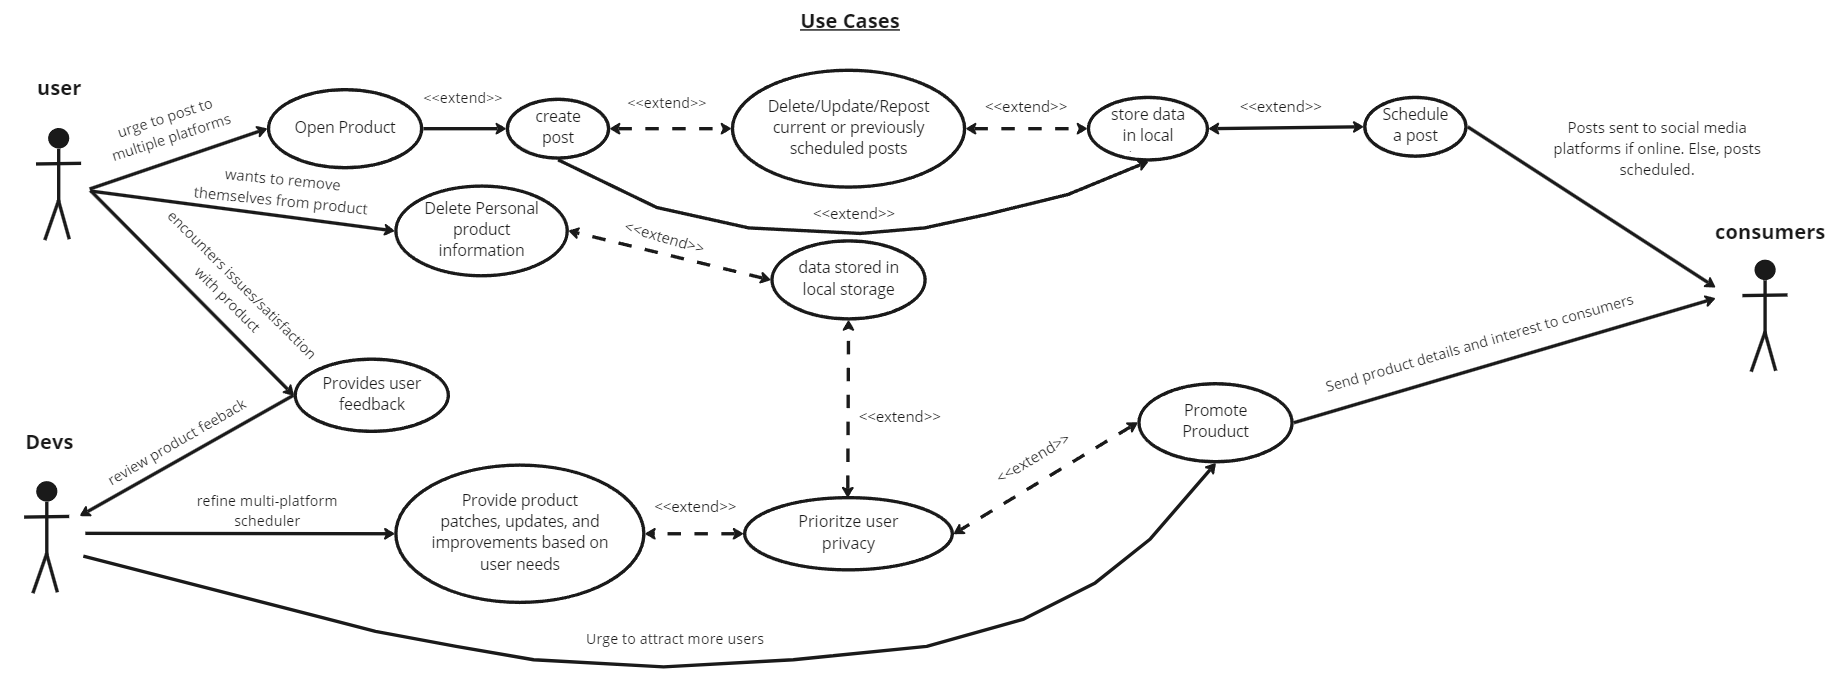 Use Cases
user
urge to post to
multiple platforms
Open Product
<<extend>>
create
post
<<extend>>
Delete/Update/Repost
current or previously
scheduled posts
<<extend>>
store data
in local
<<extend>>
Schedule
a post
Posts sent to social media
platforms if online. Else, posts
scheduled.
wants to remove
themselves from product
Delete Personal
product
information
<<extend>>
<<extend>>
data stored in
local storage
consumers
encounters issues/satisfaction
with product
Provides user
feedback
Send product details and interest to consumers
<<extend>>
Promote
Prouduct
review product feeback
Devs
<<extend>>
refine multi-platform
scheduler
Provide product
patches, updates, and
improvements based on
user needs
<<extend>>
Prioritze user
privacy
Urge to attract more users